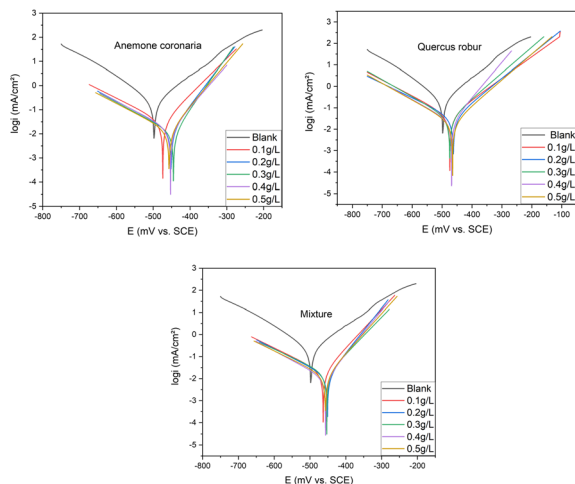 Anemone coronaria
logi (mA/cm²)
3
2
1
0
-1
-2
-3
-4
-5
Blank
0.1g/L
0.2g/L
0.3g/L
0.4g/L
0.5g/L
-800 -700 -600 -500 -400 -300 -200 -100
E (mV vs. SCE)
Quercus robur
logi (mA/cm²)
4
3
2
1
0
-1
-2
-3
-4
-5
Blank
0.1g/L
0.2g/L
0.3g/L
0.4g/L
0.5g/L
-800 -700 -600 -500 -400 -300 -200 -100 0
E (mV vs. SCE)
Mixture
logi (mA/cm²)
3
2
1
0
-1
-2
-3
-4
-5
Blank
0.1g/L
0.2g/L
0.3g/L
0.4g/L
0.5g/L
-800 -700 -600 -500 -400 -300 -200 -100
E (mV vs. SCE)